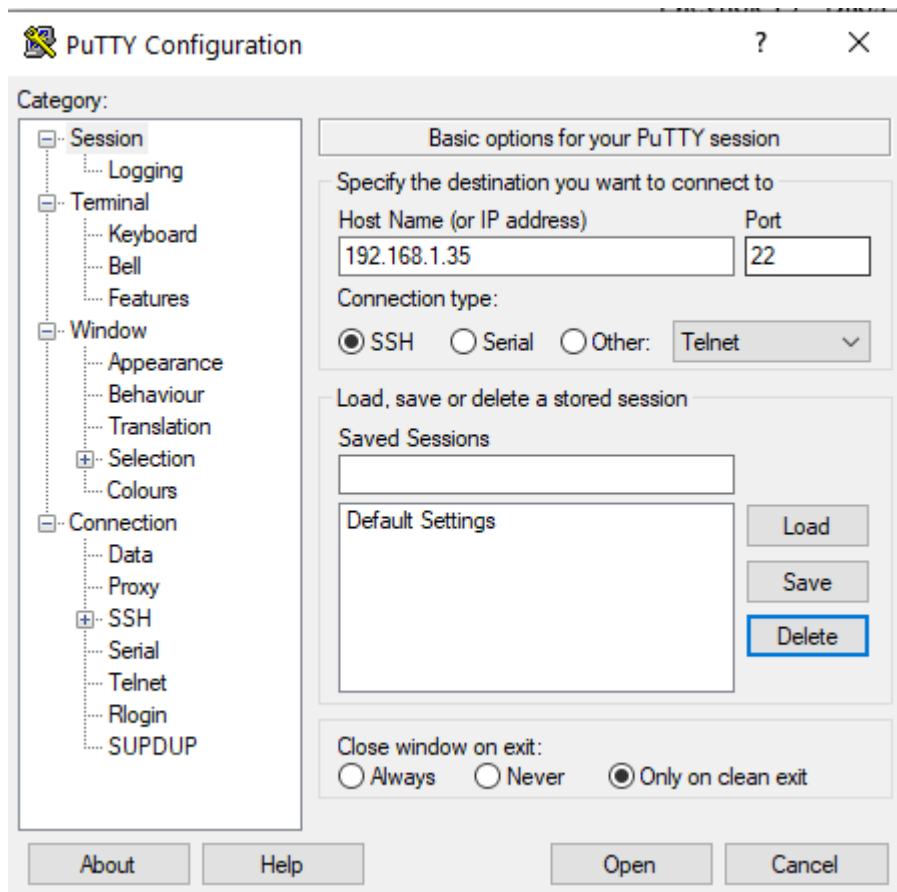 PuTTY Configuration
?
Category:
Session
Logging
Terminal
Keyboard
Bell
Features
Window
Appearance
Behaviour
Translation
Selection
Colours
Connection
Data
Proxy
SSH
Serial
Telnet
Rlogin
SUPDUP
Basic options for your PuTTY session
Specify the destination you want to connect to
Host Name (or IP address) Port
192.168.1.35 22
Connection type:
SSH Serial Other: Telnet
Load, save or delete a stored session
Saved Sessions
Default Settings
Load
Save
Delete
Close window on exit:
Always Never Only on clean exit
About Help Open Cancel